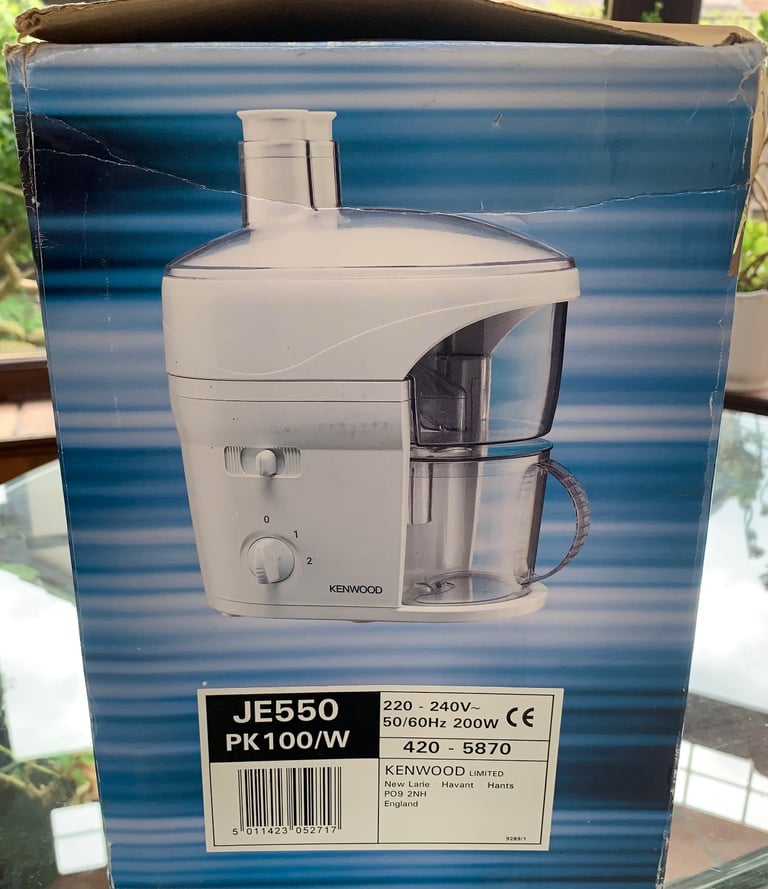 0
1
2
KENWOOD
JE550
PK100/W
220 - 240V~
50/60Hz 200W CE
420 - 5870
KENWOOD LIMITED
New Lane Havant Hants
PO9 2NH
England
5 011423 052717
9289/1